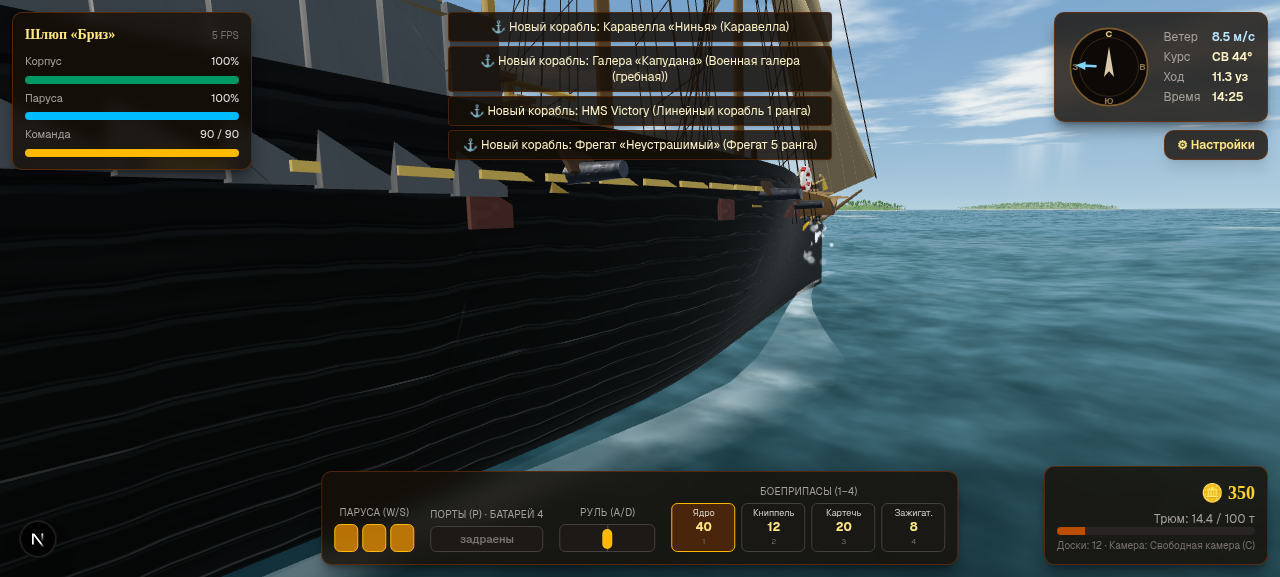 Шлюп «Бриз»
5 FPS
Корпус 100%
Паруса 100%
Команда 90 / 90
⚓ Новый корабль: Каравелла «Нинья» (Каравелла)
⚓ Новый корабль: Галера «Капудана» (Военная галера
(гребная))
⚓ Новый корабль: HMS Victory (Линейный корабль 1 ранга)
⚓ Новый корабль: Фрегат «Неустрашимый» (Фрегат 5 ранга)
С
З
В
Ю
Ветер 8.5 м/с
Курс СВ 44°
Ход 11.3 уз
Время 14:25
⚙ Настройки
ПАРУСА (W/S)
ПОРТЫ (P) · БАТАРЕЙ 4
задраены
РУЛЬ (A/D)
БОЕПРИПАСЫ (1–4)
Ядро
40
1
Книппель
12
2
Картечь
20
3
Зажигат.
8
4
350
Трюм: 14.4 / 100 т
Доски: 12 · Камера: Свободная камера (C)
N